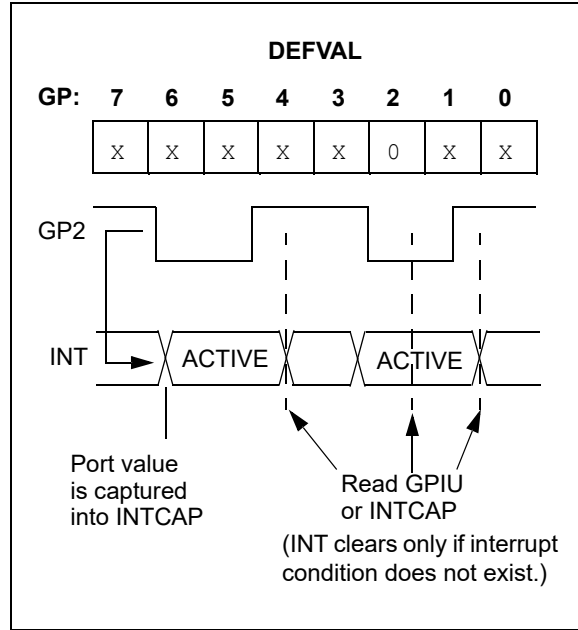 DEFVAL
GP: 7 6 5 4 3 2 1 0
X X X X X 0 X X
GP2
INT ACTIVE ACTIVE
Port value
is captured
into INTCAP
Read GPIU
or INTCAP
(INT clears only if interrupt
condition does not exist.)